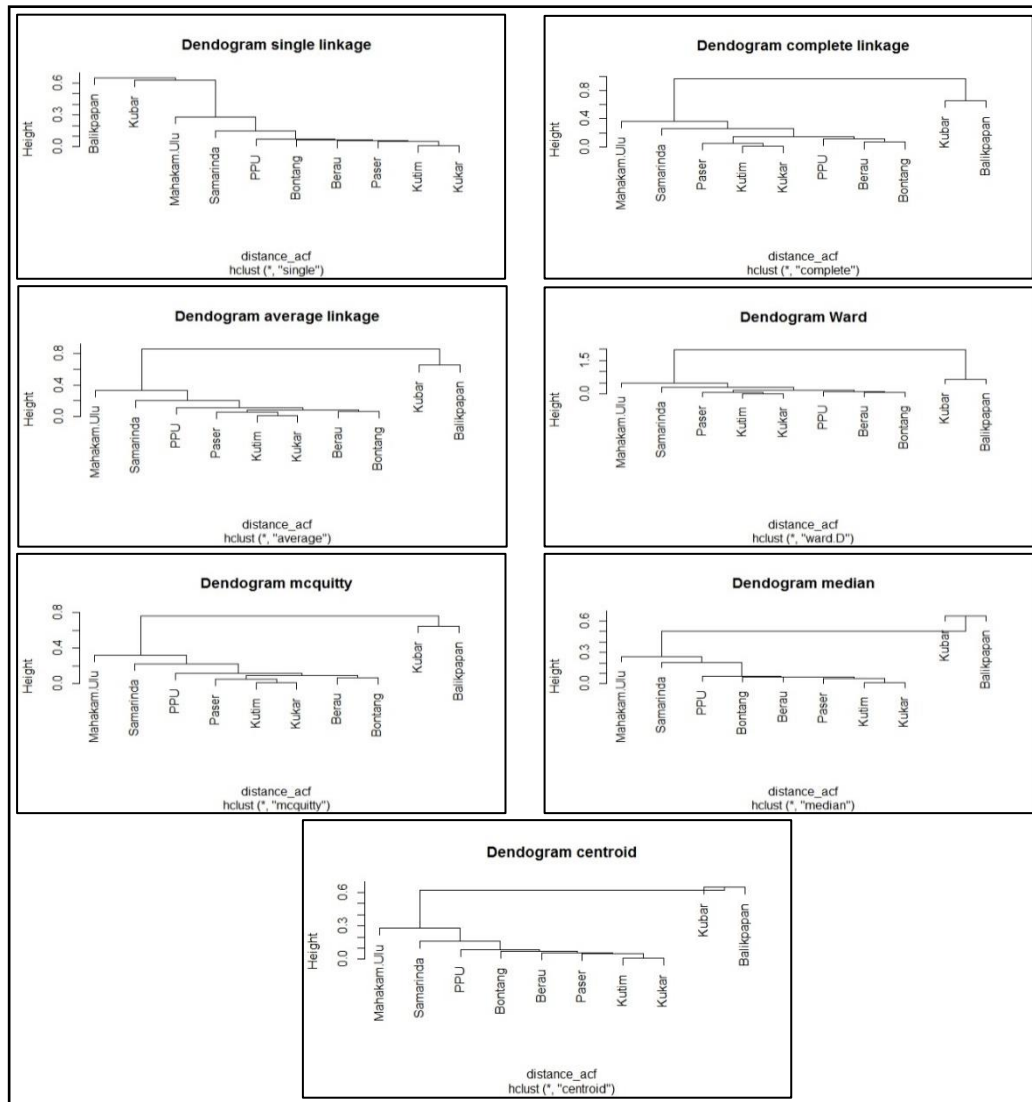 Dendogram single linkage
Height
0.0 0.3 0.6
Balikpapan
Kubar
Mahakam.Ulu
Samarinda
PPU
Bontang
Berau
Paser
Kutim
Kukar
distance_acf
hclust (*, "single")
Dendogram complete linkage
Height
0.0 0.4 0.8
Mahakam.Ulu
Samarinda
Paser
Kutim
Kukar
PPU
Berau
Bontang
Kubar
Balikpapan
distance_acf
hclust (*, "complete")
Dendogram average linkage
Height
0.0 0.4 0.8
Mahakam.Ulu
Samarinda
PPU
Paser
Kutim
Kukar
Berau
Bontang
Kubar
Balikpapan
distance_acf
hclust (*, "average")
Dendogram Ward
Height
0.0 1.5
Mahakam.Ulu
Samarinda
Paser
Kutim
Kukar
PPU
Berau
Bontang
Kubar
Balikpapan
distance_acf
hclust (*, "ward.D")
Dendogram mcquitty
Height
0.0 0.4 0.8
Mahakam.Ulu
Samarinda
PPU
Paser
Kutim
Kukar
Berau
Bontang
Kubar
Balikpapan
distance_acf
hclust (*, "mcquitty")
Dendogram median
Height
0.0 0.3 0.6
Mahakam.Ulu
Samarinda
PPU
Bontang
Berau
Paser
Kutim
Kukar
Kubar
Balikpapan
distance_acf
hclust (*, "median")
Dendogram centroid
Height
0.0 0.3 0.6
Mahakam.Ulu
Samarinda
PPU
Bontang
Berau
Paser
Kutim
Kukar
Kubar
Balikpapan
distance_acf
hclust (*, "centroid")